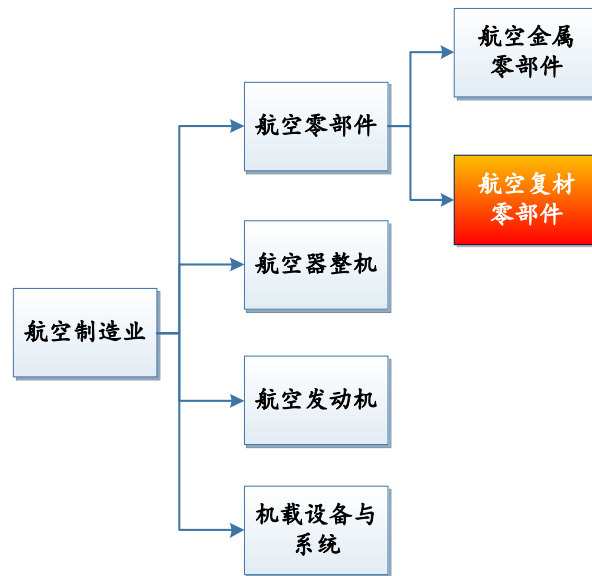 航空金属
零部件
航空零部件
航空复材
零部件
航空器整机
航空制造业
航空发动机
机载设备与
系统